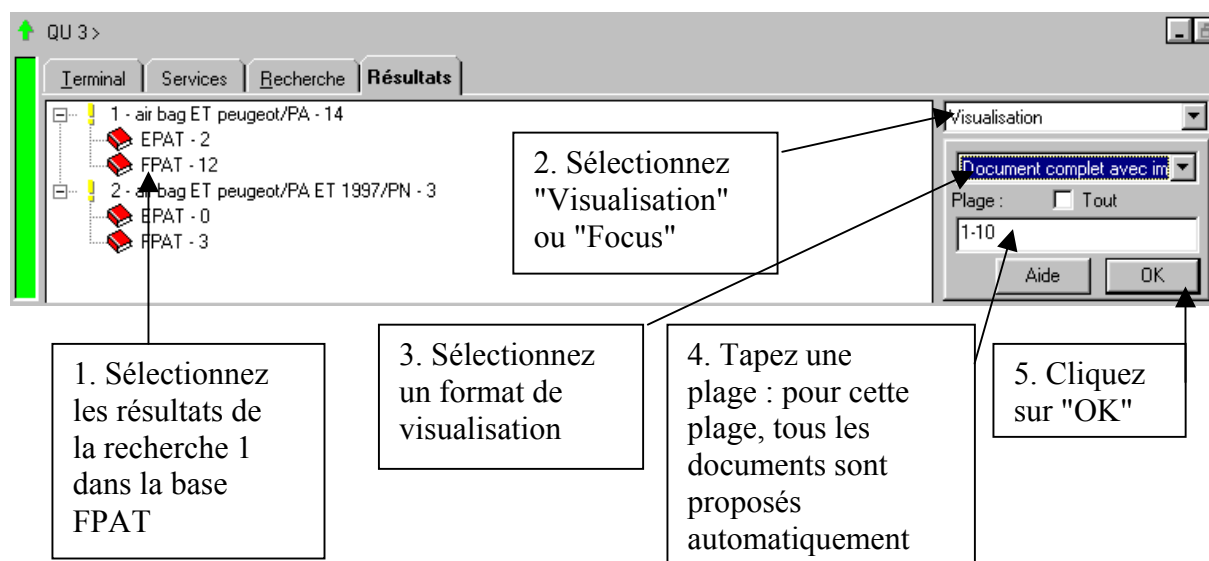 QU 3 >
Terminal Services Recherche Résultats
1 - air bag ET peugeot/PA - 14
EPAT - 2
FPAT - 12
2 - air bag ET peugeot/PA ET 1997/PN - 3
EPAT - 0
FPAT - 3
Visualisation
Document complet avec im
Plage : Tout
1-10
Aide OK
2. Sélectionnez
"Visualisation"
ou "Focus"
1. Sélectionnez
les résultats de
la recherche 1
dans la base
FPAT
3. Sélectionnez
un format de
visualisation
4. Tapez une
plage : pour cette
plage, tous les
documents sont
proposés
automatiquement
5. Cliquez
sur "OK"